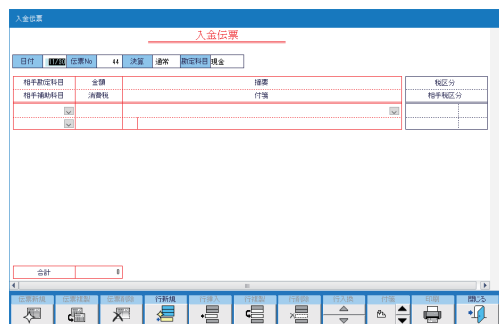 入金伝票
入金伝票
日付 11/30 伝票No 44 決算 通常 勘定科目 現金
相手勘定科目 金額 摘要 税区分
相手補助科目 消費税 付箋 相手税区分
合計 0
伝票新規 伝票複製 伝票削除 行新規 行挿入 行複製 行削除 行入換 付箋 印刷 閉じる